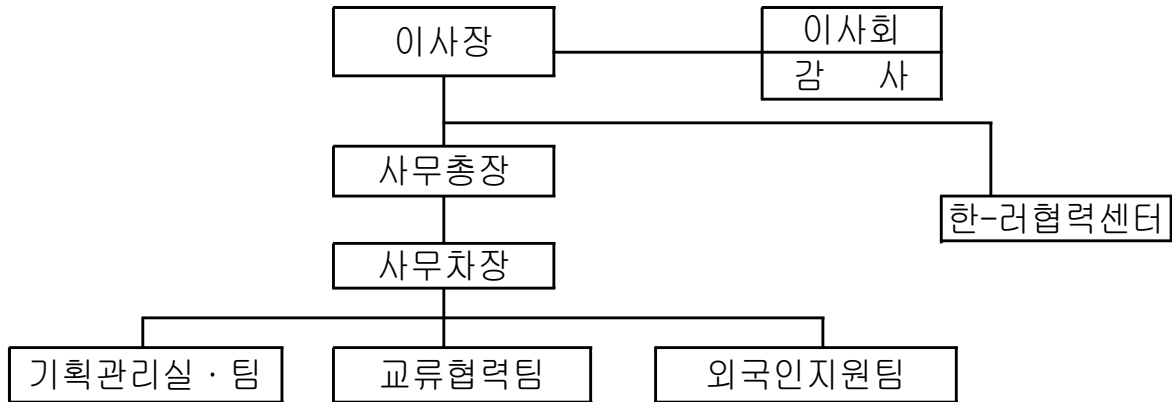 이사장
이사회
감 사
사무총장
한-러협력센터
사무차장
기획관리실·팀
교류협력팀
외국인지원팀